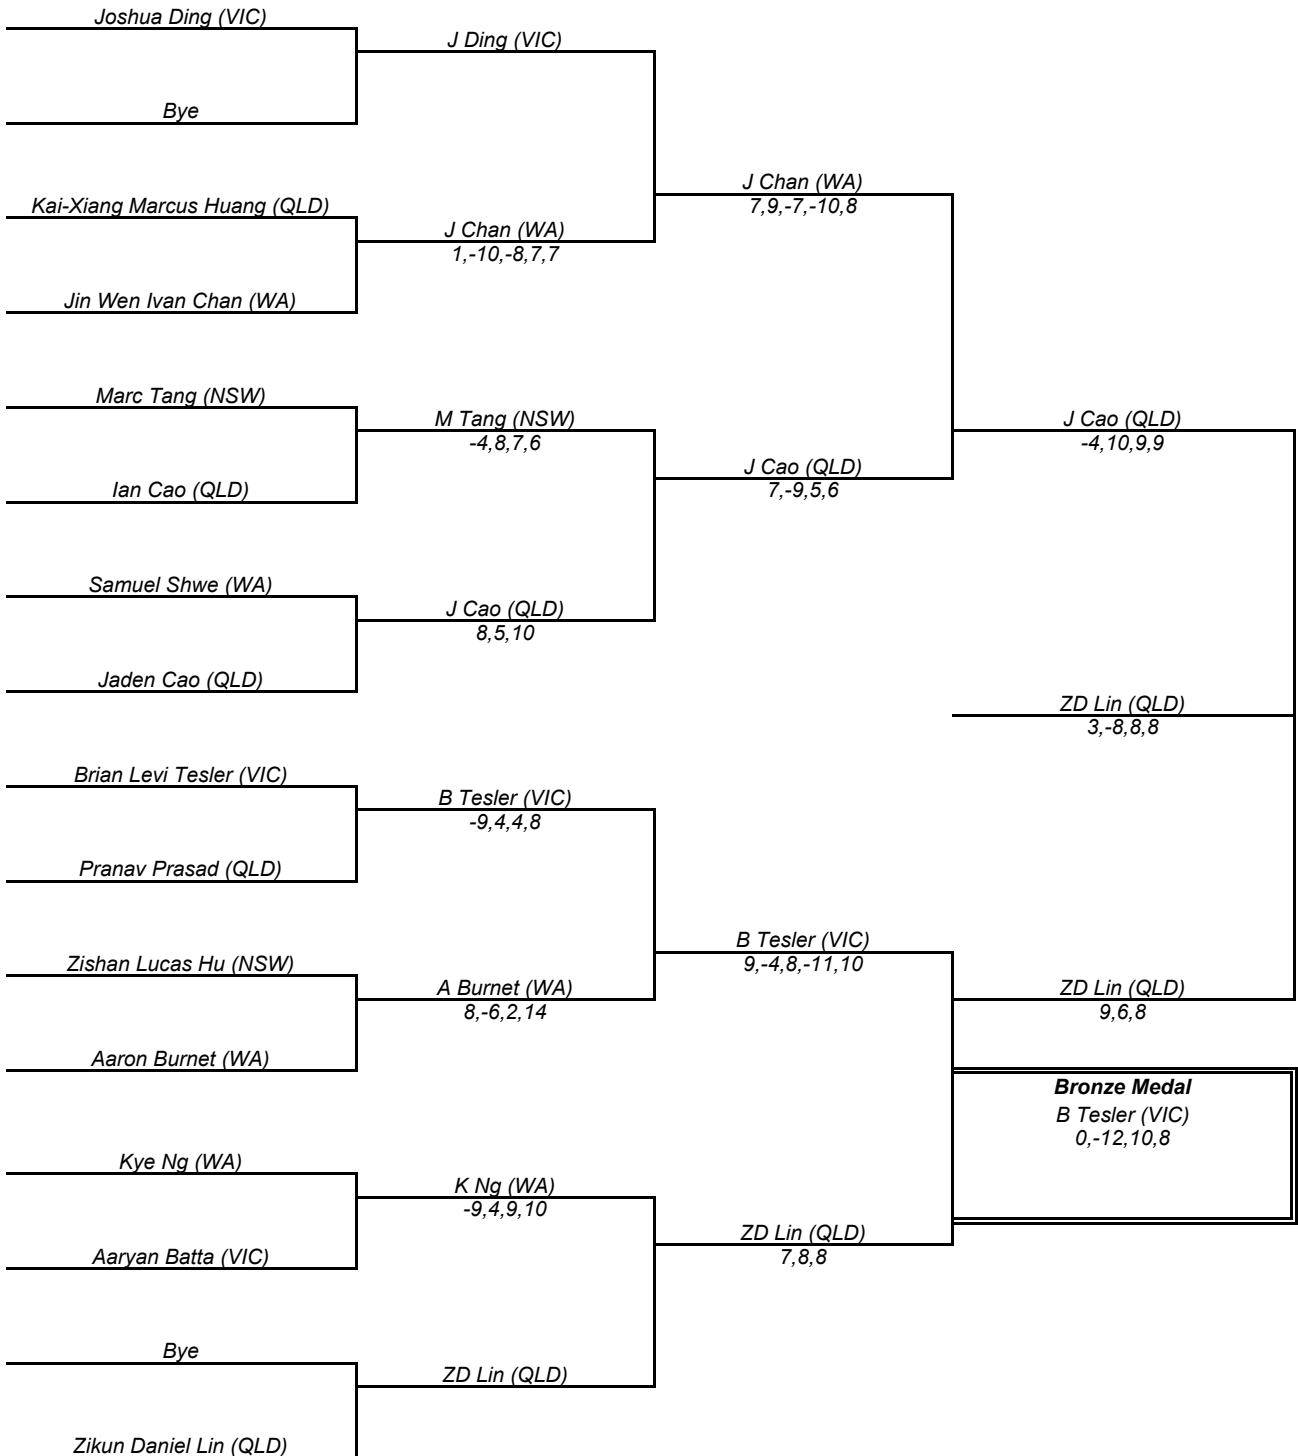 Joshua Ding (VIC)
J Ding (VIC)
Bye
J Chan (WA)
7,9,-7,-10,8
Kai-Xiang Marcus Huang (QLD)
J Chan (WA)
1,-10,-8,7,7
Jin Wen Ivan Chan (WA)
Marc Tang (NSW)
M Tang (NSW)
-4,8,7,6
J Cao (QLD)
-4,10,9,9
J Cao (QLD)
7,-9,5,6
Ian Cao (QLD)
Samuel Shwe (WA)
J Cao (QLD)
8,5,10
Jaden Cao (QLD)
ZD Lin (QLD)
3,-8,8,8
Brian Levi Tesler (VIC)
B Tesler (VIC)
-9,4,4,8
Pranav Prasad (QLD)
B Tesler (VIC)
9,-4,8,-11,10
Zishan Lucas Hu (NSW)
A Burnet (WA)
8,-6,2,14
ZD Lin (QLD)
9,6,8
Aaron Burnet (WA)
Bronze Medal
B Tesler (VIC)
0,-12,10,8
Kye Ng (WA)
K Ng (WA)
-9,4,9,10
ZD Lin (QLD)
7,8,8
Aaryan Batta (VIC)
Bye
ZD Lin (QLD)
Zikun Daniel Lin (QLD)